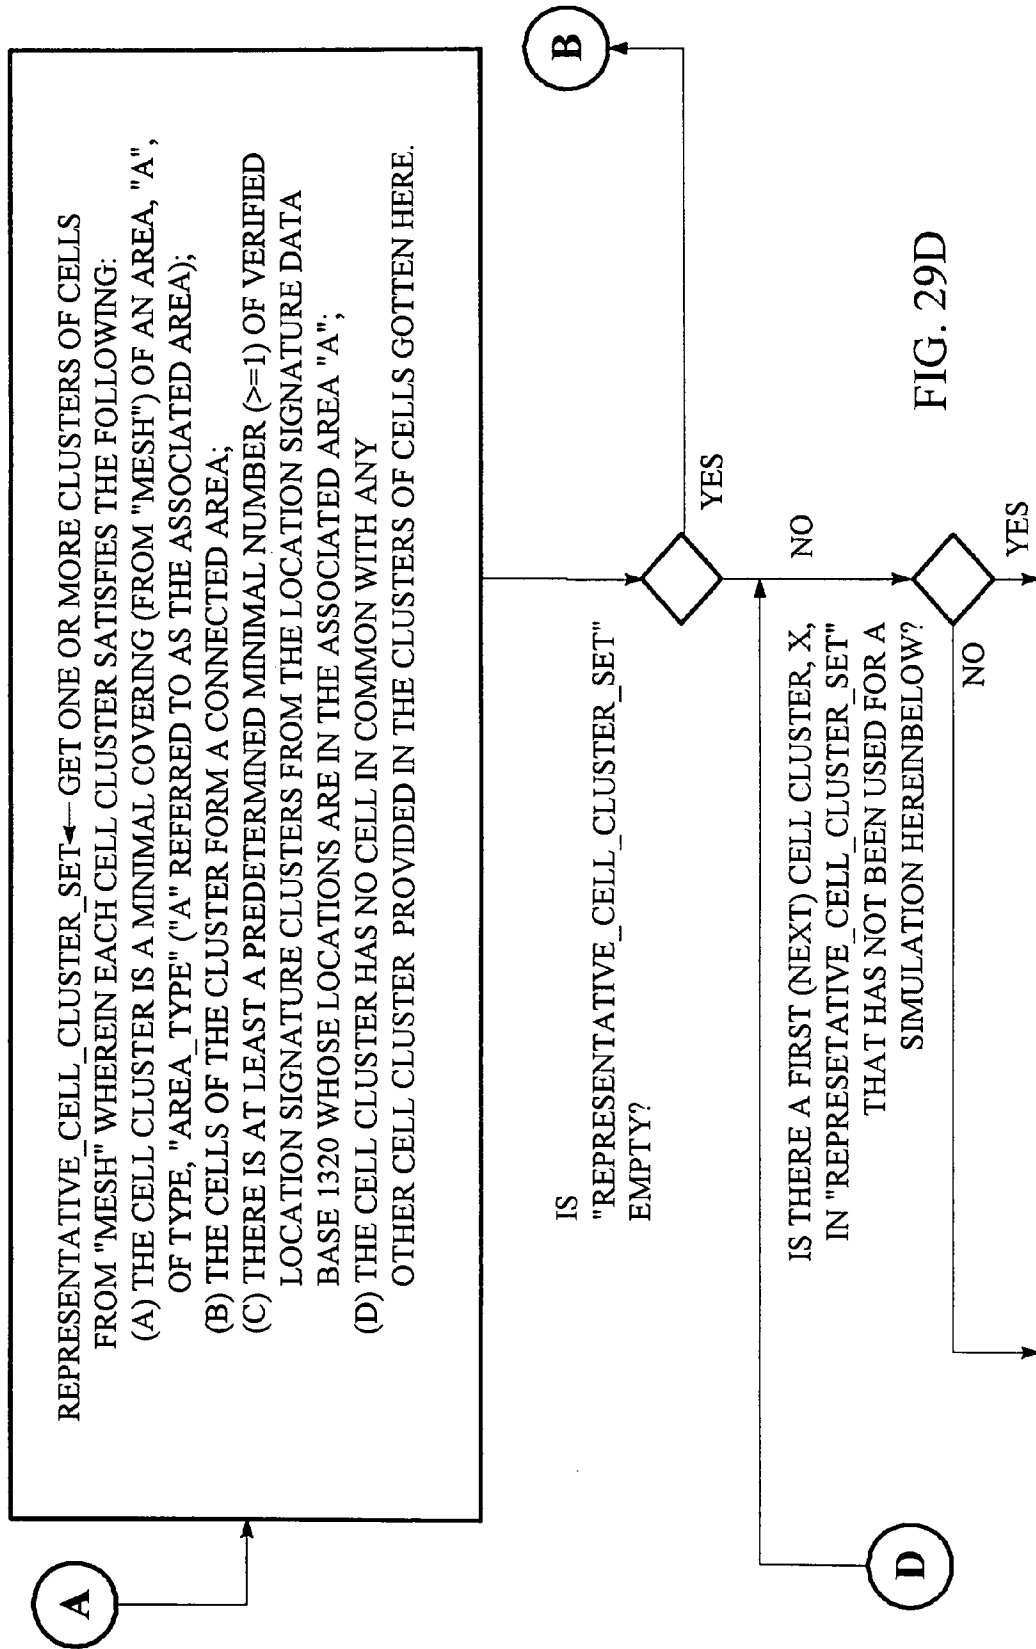 A
REPRESENTATIVE_CELL_CLUSTER_SET← GET ONE OR MORE CLUSTERS OF CELLS
FROM "MESH" WHEREIN EACH CELL CLUSTER SATISFIES THE FOLLOWING:
(A) THE CELL CLUSTER IS A MINIMAL COVERING (FROM "MESH") OF AN AREA, "A",
OF TYPE, "AREA_TYPE" ("A" REFERRED TO AS THE ASSOCIATED AREA);
(B) THE CELLS OF THE CLUSTER FORM A CONNECTED AREA;
(C) THERE IS AT LEAST A PREDETERMINED MINIMAL NUMBER (>=1) OF VERIFIED
LOCATION SIGNATURE CLUSTERS FROM THE LOCATION SIGNATURE DATA
BASE 1320 WHOSE LOCATIONS ARE IN THE ASSOCIATED AREA "A";
(D) THE CELL CLUSTER HAS NO CELL IN COMMON WITH ANY
OTHER CELL CLUSTER PROVIDED IN THE CLUSTERS OF CELLS GOTTEN HERE.
IS
"REPRESENTATIVE_CELL_CLUSTER_SET"
EMPTY?
YES
B
NO
D
IS THERE A FIRST (NEXT) CELL CLUSTER, X,
IN "REPRESETATIVE_CELL_CLUSTER_SET"
THAT HAS NOT BEEN USED FOR A
SIMULATION HEREINBELOW?
NO
YES
FIG. 29D